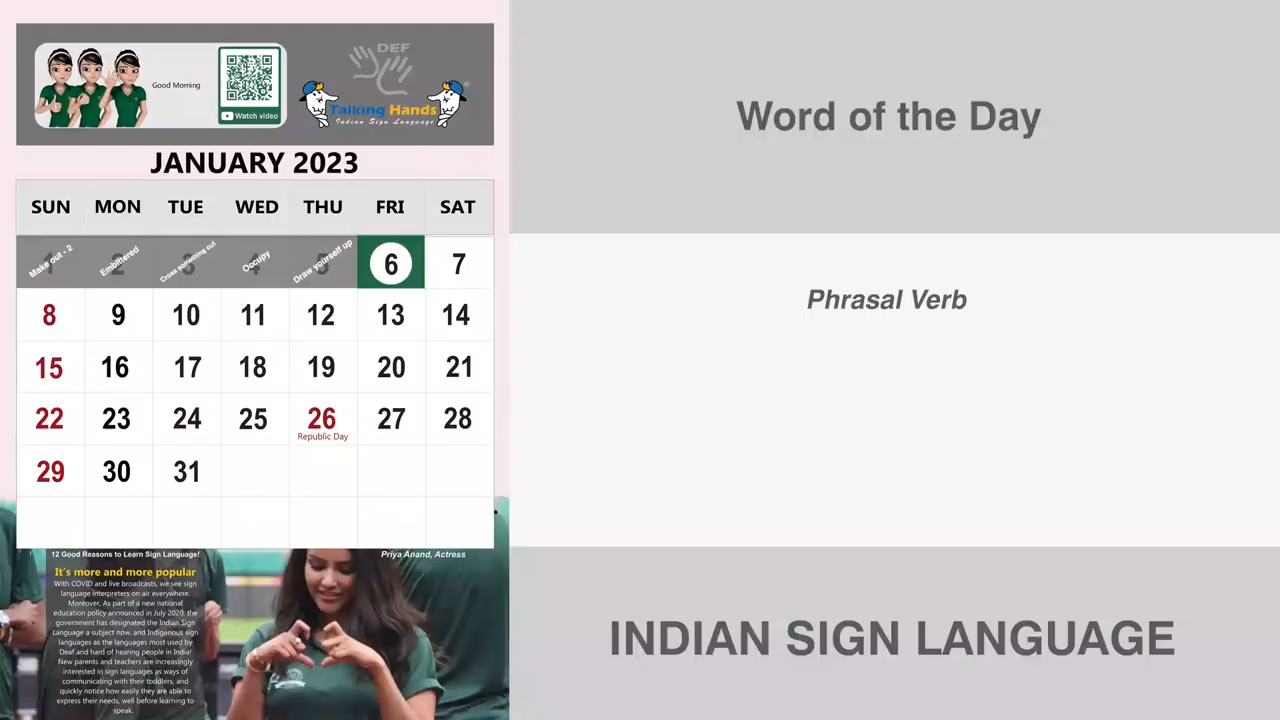 Good Morning
Watch video
DEF
Talking Hands
Indian Sign Language
JANUARY 2023
SUN MON TUE WED THU FRI SAT
Make out - 2 Embittered Cross something out Occupy Draw yourself up
1 2 3 4 5 6 7
8 9 10 11 12 13 14
15 16 17 18 19 20 21
22 23 24 25 26 27 28
Republic Day
29 30 31
12 Good Reasons to Learn Sign Language!
Priya Anand, Actress
It's more and more popular
With COVID and live broadcasts, we see sign
language interpreters on air everywhere.
Moreover, As part of a new national
education policy announced in July 2020, the
government has designated the Indian Sign
Language a subject now, and Indigenous sign
languages as the languages most used by
Deaf and hard of hearing people in India!
New parents and teachers are increasingly
interested in sign languages as ways of
communicating with their toddlers, and
quickly notice how easily they are able to
express their needs, well before learning to
speak.
Word of the Day
Phrasal Verb
INDIAN SIGN LANGUAGE